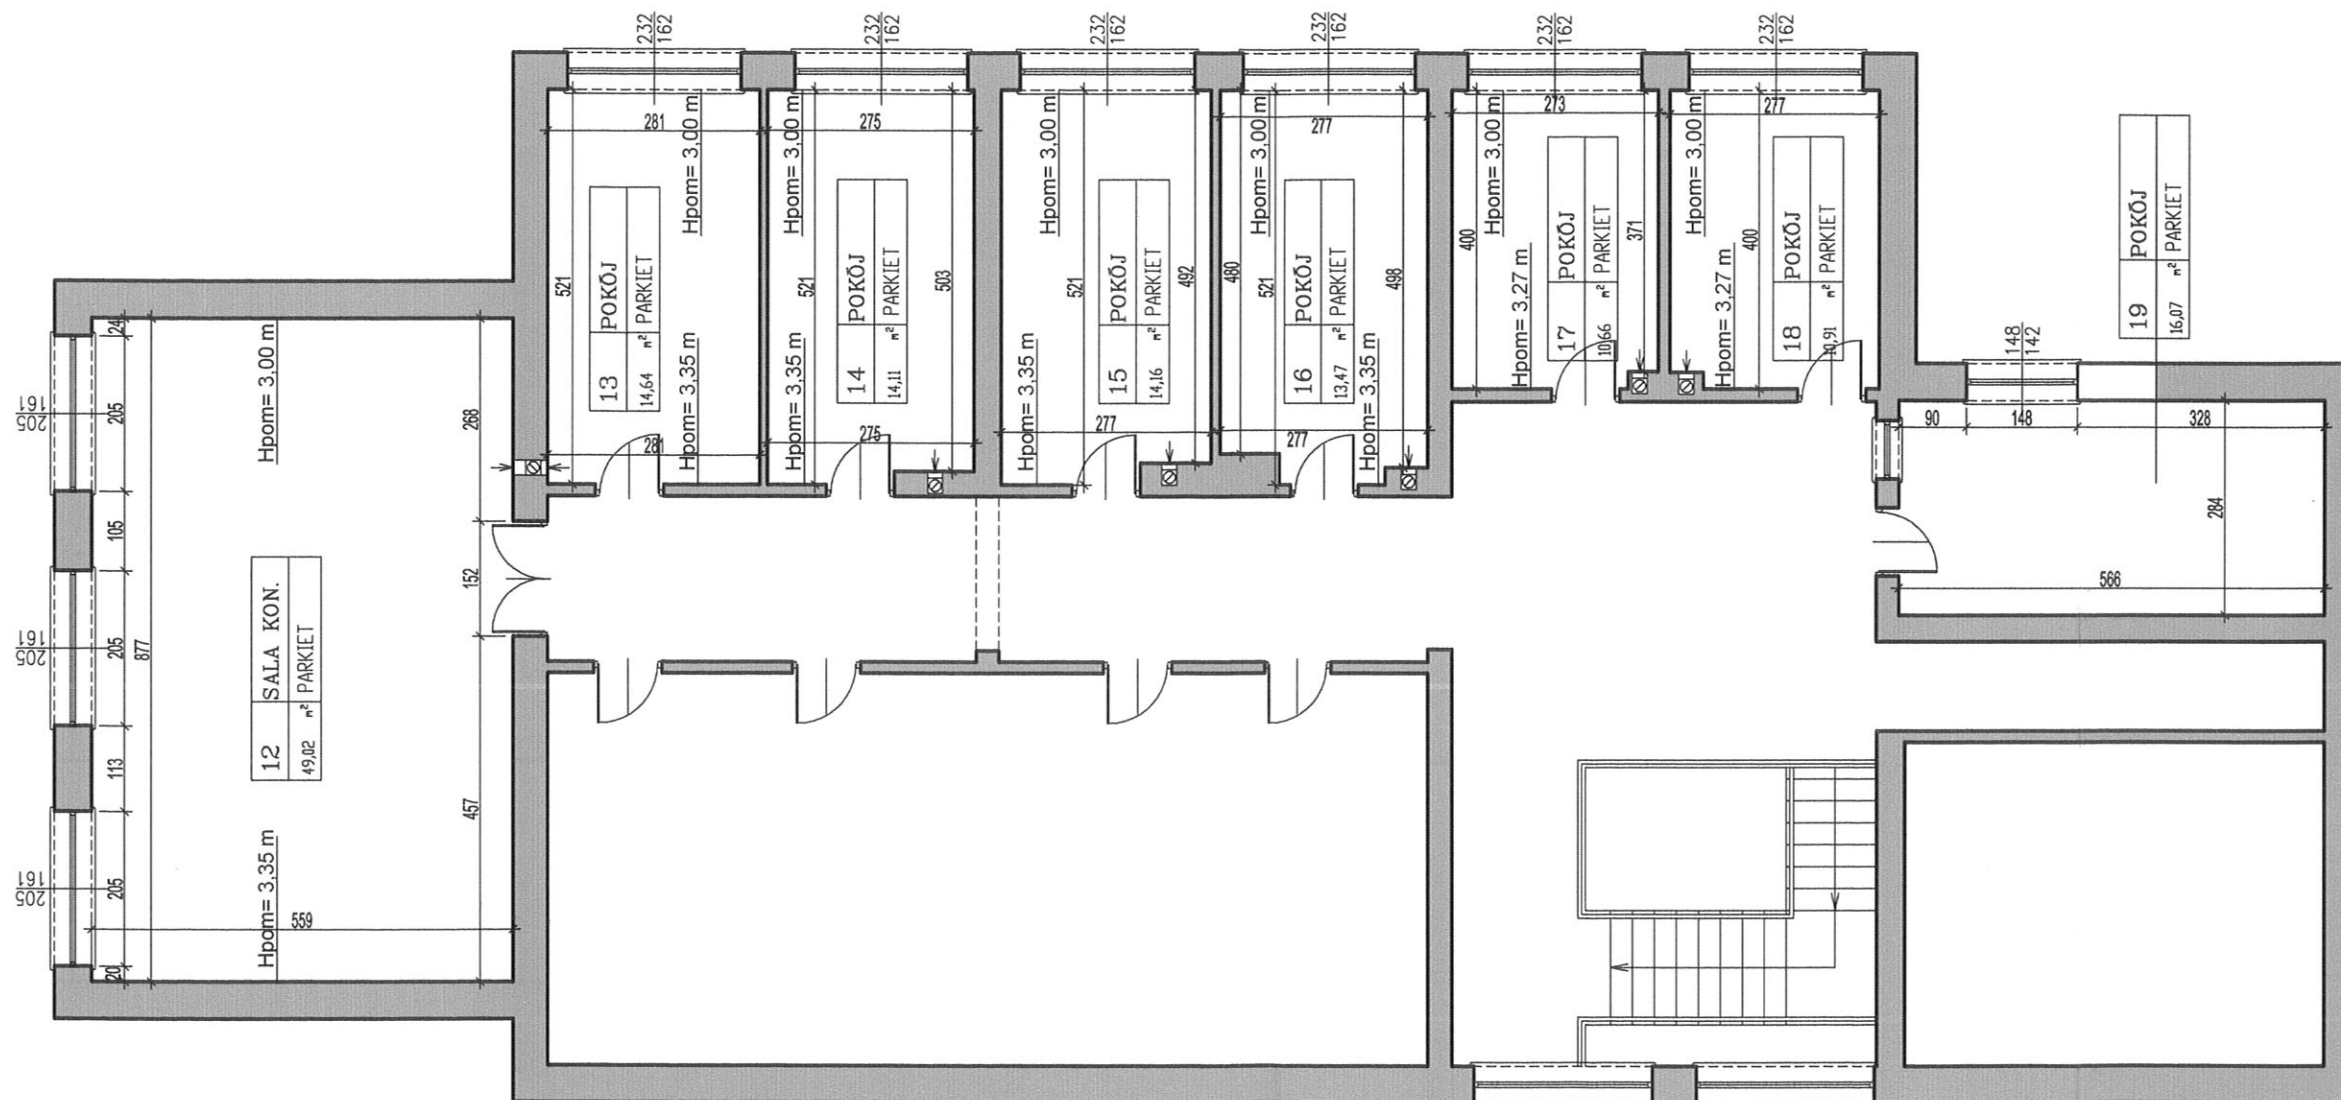 232
162
232
162
232
162
232
162
232
162
232
162
281
Hpom= 3,00 m
521
13 POKÓJ
14,64 m² PARKIET
Hpom= 3,35 m
281
Hpom= 3,00 m
275
521
14 POKÓJ
14,11 m² PARKIET
503
Hpom= 3,35 m
275
Hpom= 3,00 m
521
15 POKÓJ
14,16 m² PARKIET
492
Hpom= 3,35 m
277
277
Hpom= 3,00 m
480
521
16 POKÓJ
13,47 m² PARKIET
498
Hpom= 3,35 m
277
273
Hpom= 3,00 m
400
17 POKÓJ
10,66 m² PARKIET
371
Hpom= 3,27 m
277
Hpom= 3,00 m
400
18 POKÓJ
10,91 m² PARKIET
Hpom= 3,27 m
19 POKÓJ
16,07 m² PARKIET
148
142
90
148
328
284
566
24
205
161
205
105
205
161
205
113
205
161
205
20
877
Hpom= 3,00 m
268
152
457
12 SALA KON.
49,02 m² PARKIET
Hpom= 3,35 m
559